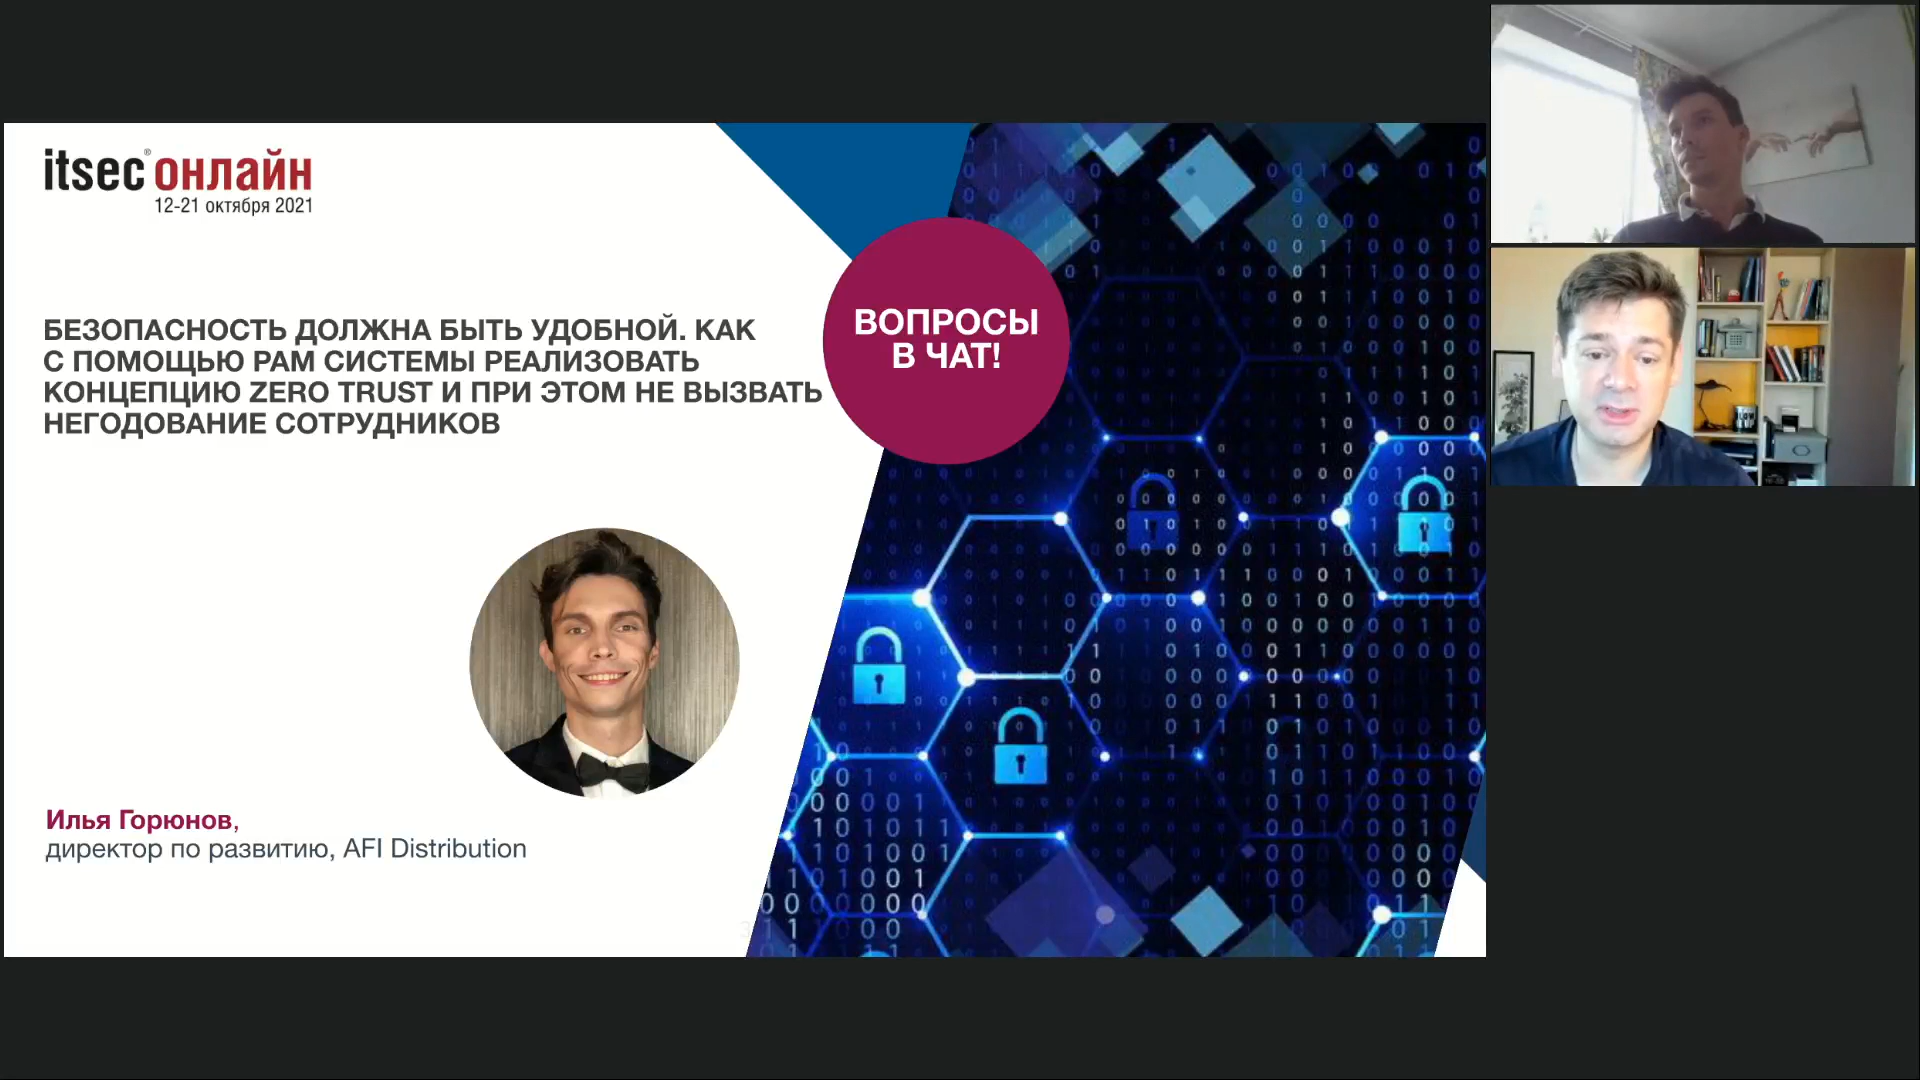 itsec® онлайн
12-21 октября 2021
БЕЗОПАСНОСТЬ ДОЛЖНА БЫТЬ УДОБНОЙ. КАК
С ПОМОЩЬЮ PAM СИСТЕМЫ РЕАЛИЗОВАТЬ
КОНЦЕПЦИЮ ZERO TRUST И ПРИ ЭТОМ НЕ ВЫЗВАТЬ
НЕГОДОВАНИЕ СОТРУДНИКОВ
ВОПРОСЫ
В ЧАТ!
Илья Горюнов,
директор по развитию, AFI Distribution